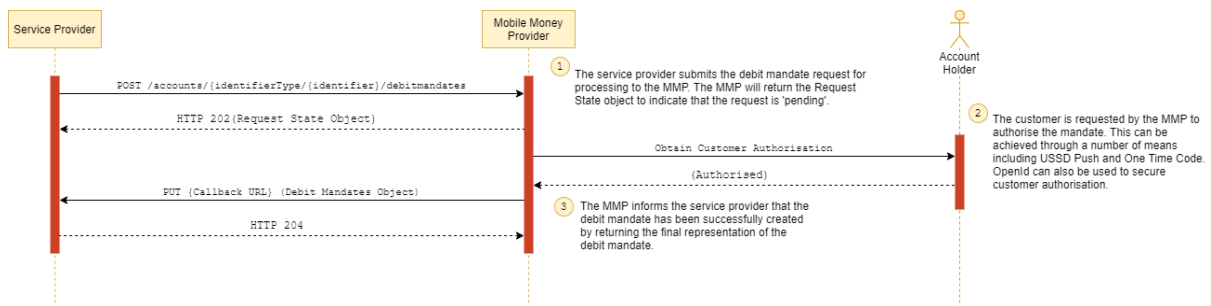 Service Provider
Mobile Money
Provider
Account
Holder
1
The service provider submits the debit mandate request for
processing to the MMP. The MMP will return the Request
State object to indicate that the request is 'pending'.
POST /accounts/{identifierType/{identifier}/debitmandates
HTTP 202(Request State Object)
2
The customer is requested by the MMP to
authorise the mandate. This can be
achieved through a number of means
including USSD Push and One Time Code.
OpenId can also be used to secure
customer authorisation.
Obtain Customer Authorisation
(Authorised)
PUT {Callback URL} (Debit Mandates Object)
3
The MMP informs the service provider that the
debit mandate has been successfully created
by returning the final representation of the
debit mandate.
HTTP 204